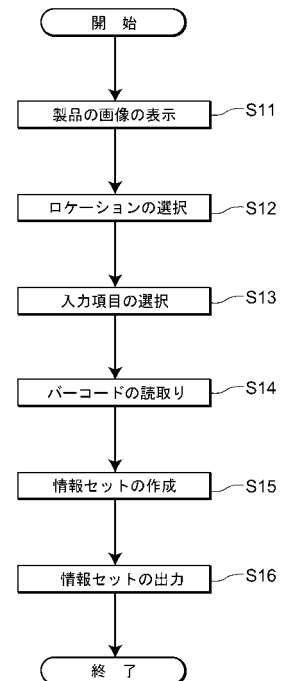 開 始
製品の画像の表示 S11
ロケーションの選択 S12
入力項目の選択 S13
バーコードの読取り S14
情報セットの作成 S15
情報セットの出力 S16
終 了